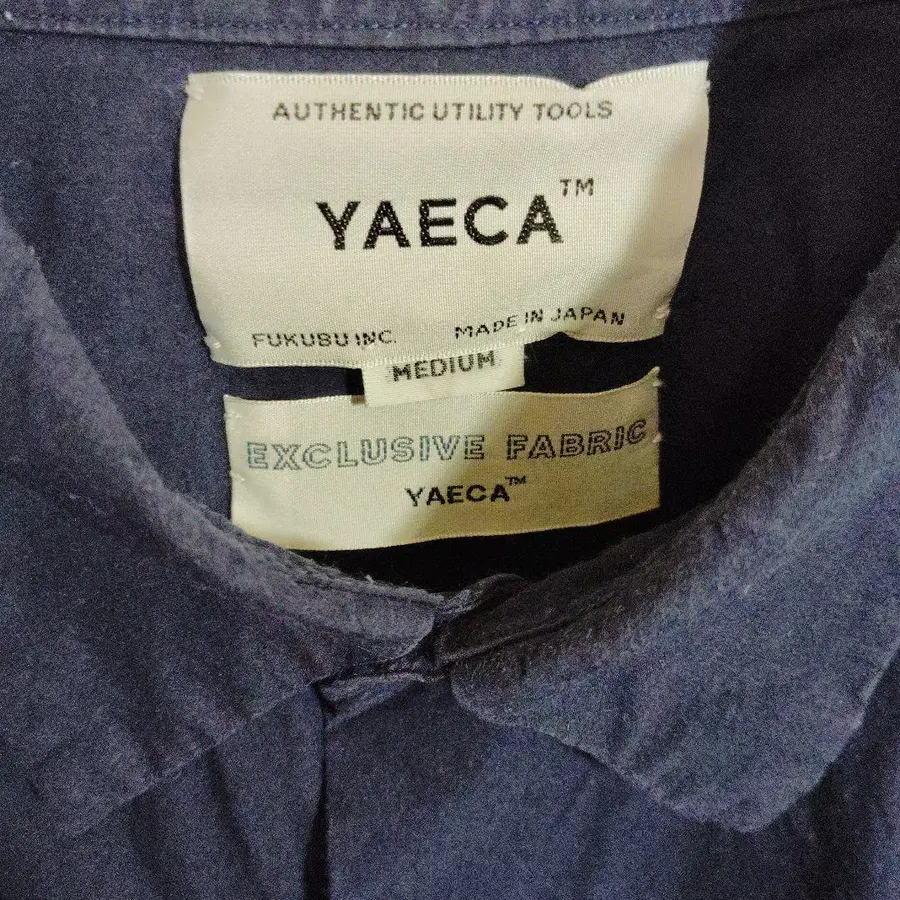 AUTHENTIC UTILITY TOOLS
YAECA™
FUKUBU INC. MADE IN JAPAN
MEDIUM
EXCLUSIVE FABRIC
YAECA™